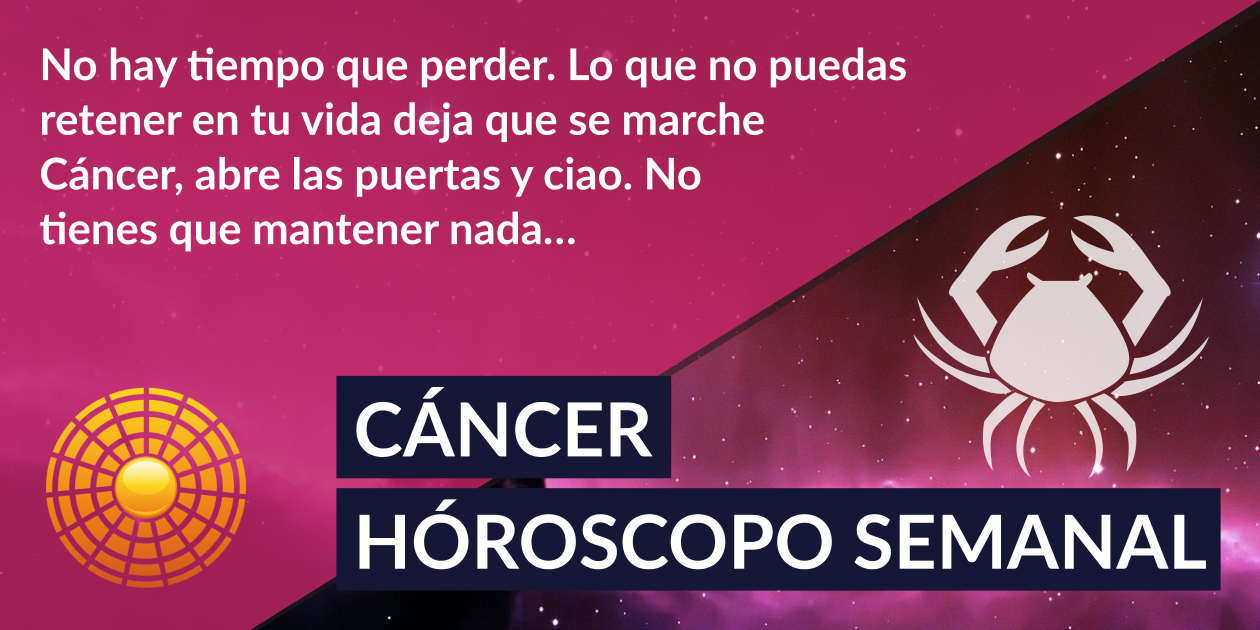 No hay tiempo que perder. Lo que no puedas
retener en tu vida deja que se marche
Cáncer, abre las puertas y ciao. No
tienes que mantener nada...
CÁNCER
HÓROSCOPO SEMANAL